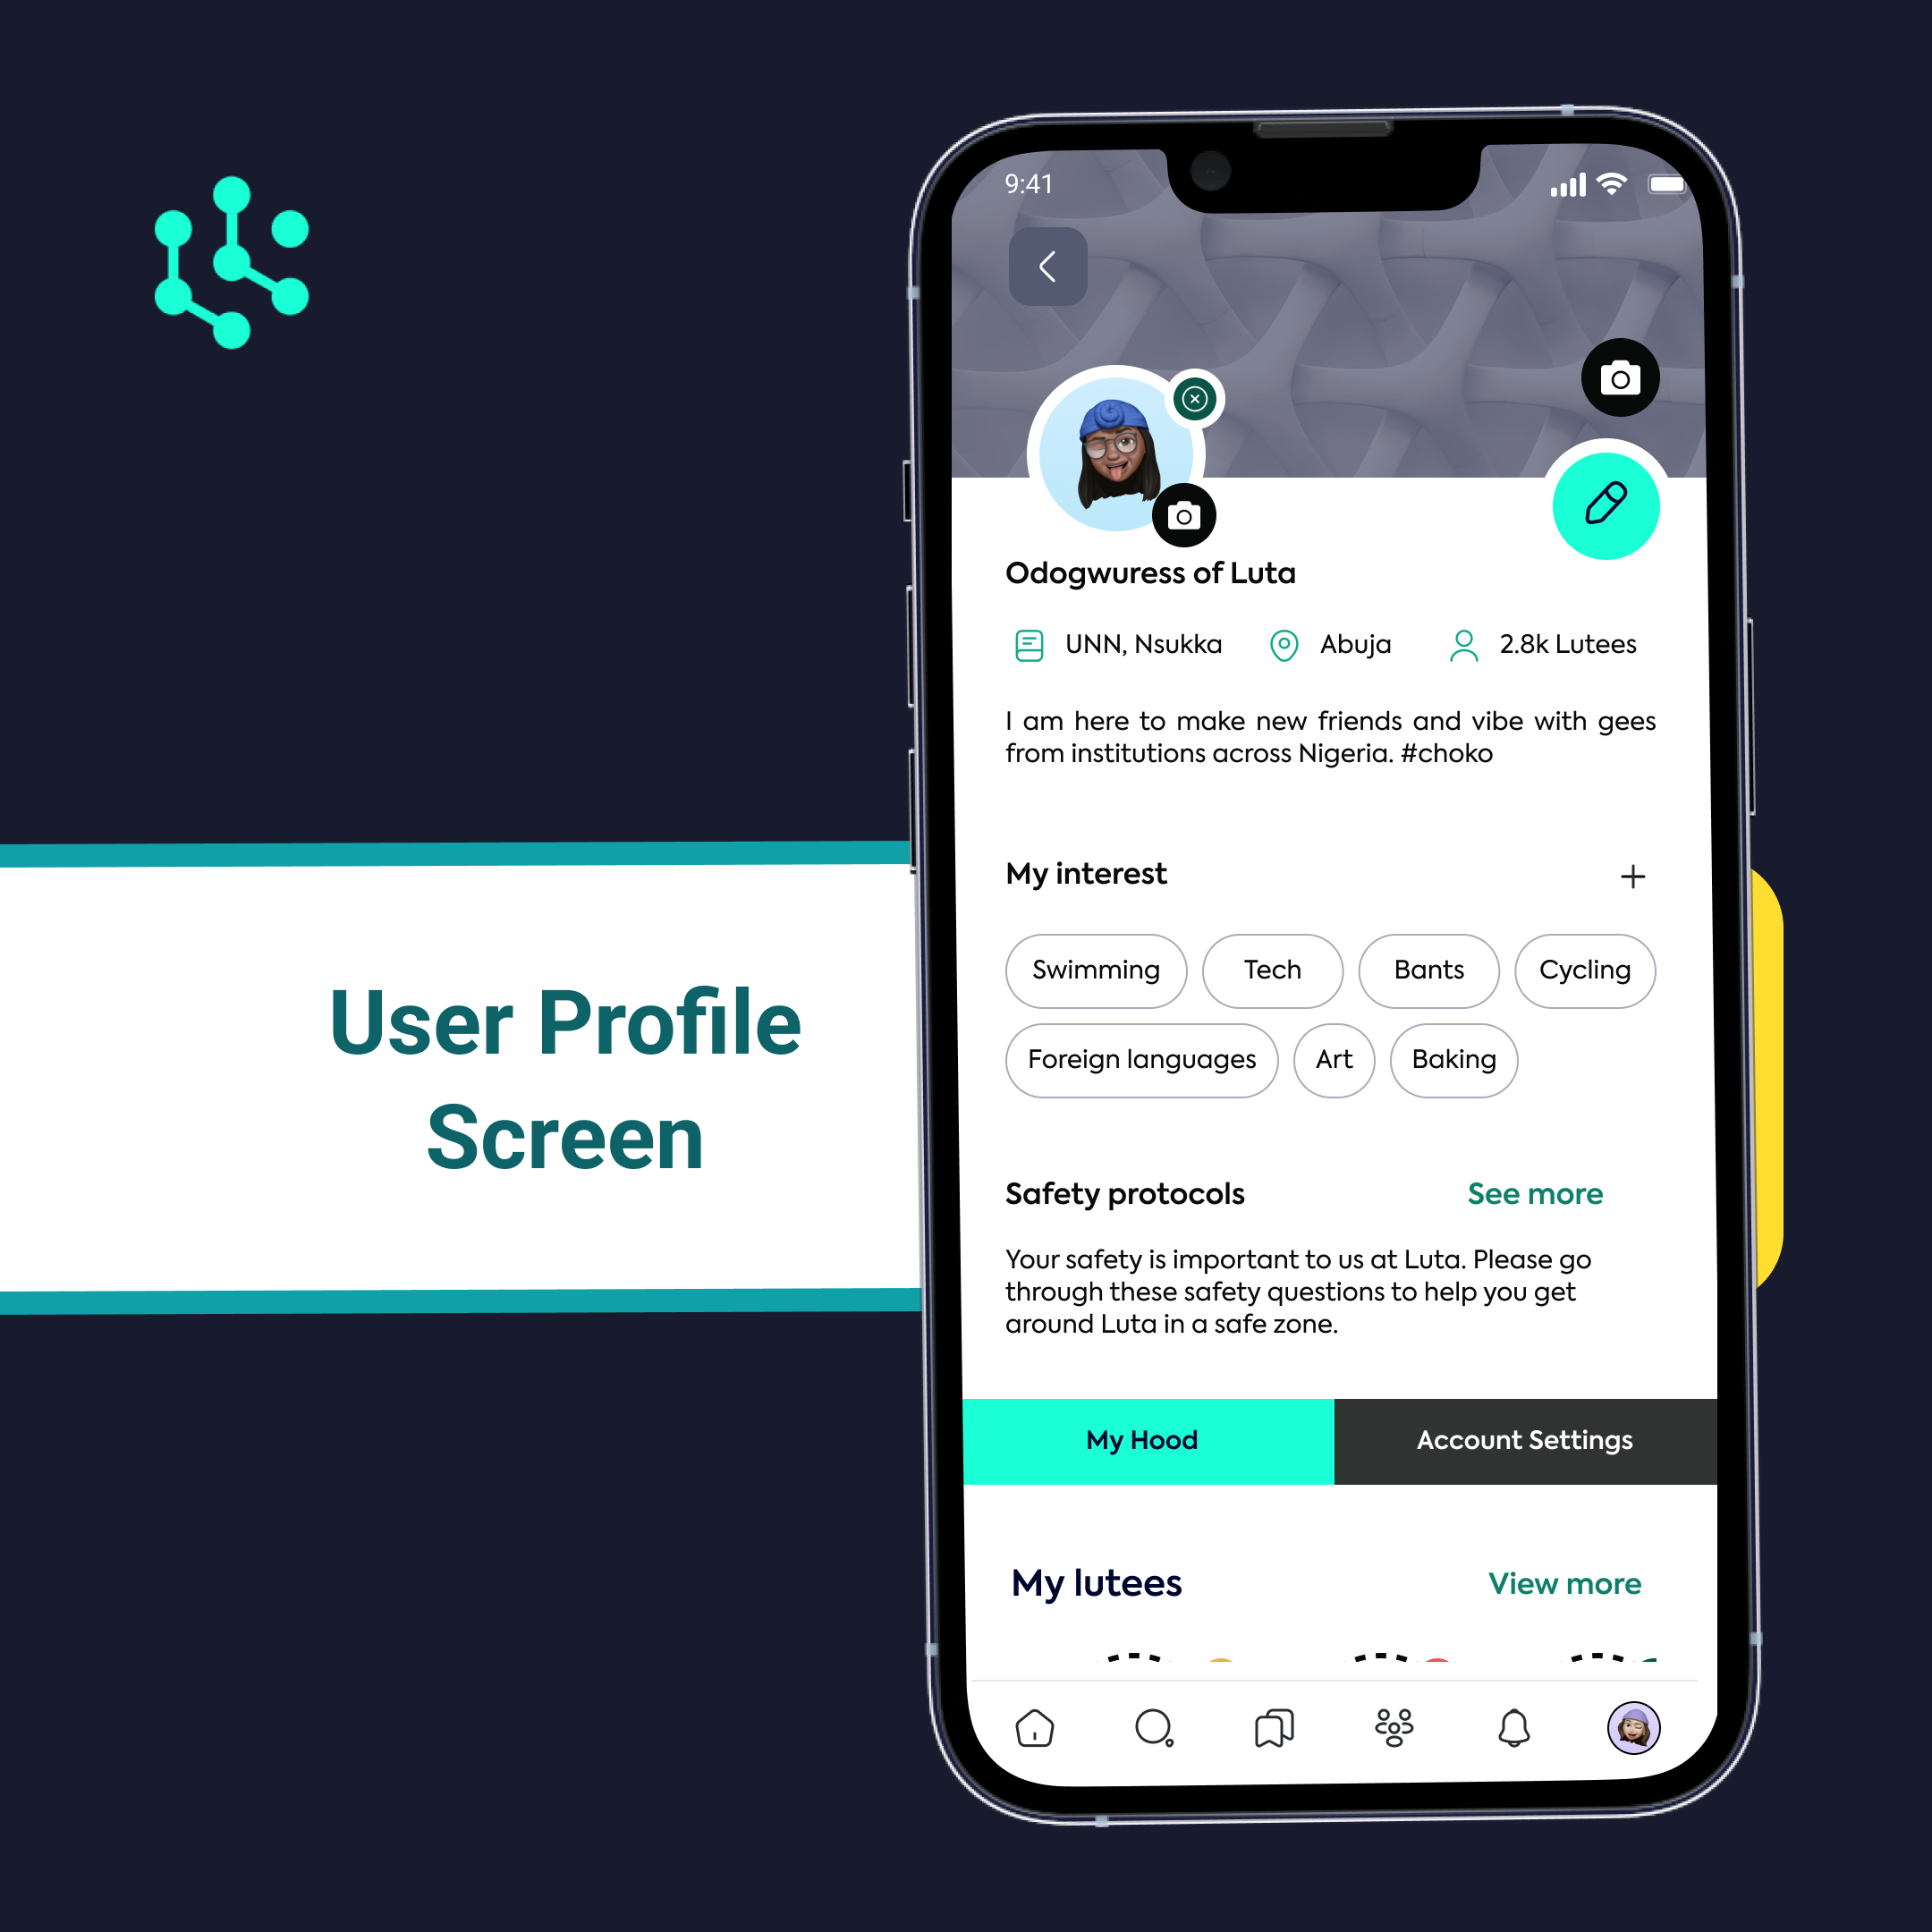 User Profile
Screen
9:41
Odogwuress of Luta
UNN, Nsukka
Abuja
2.8k Lutees
I am here to make new friends and vibe with gees
from institutions across Nigeria. #choko
My interest
Swimming
Tech
Bants
Cycling
Foreign languages
Art
Baking
Safety protocols
See more
Your safety is important to us at Luta. Please go
through these safety questions to help you get
around Luta in a safe zone.
My Hood
Account Settings
My lutees
View more